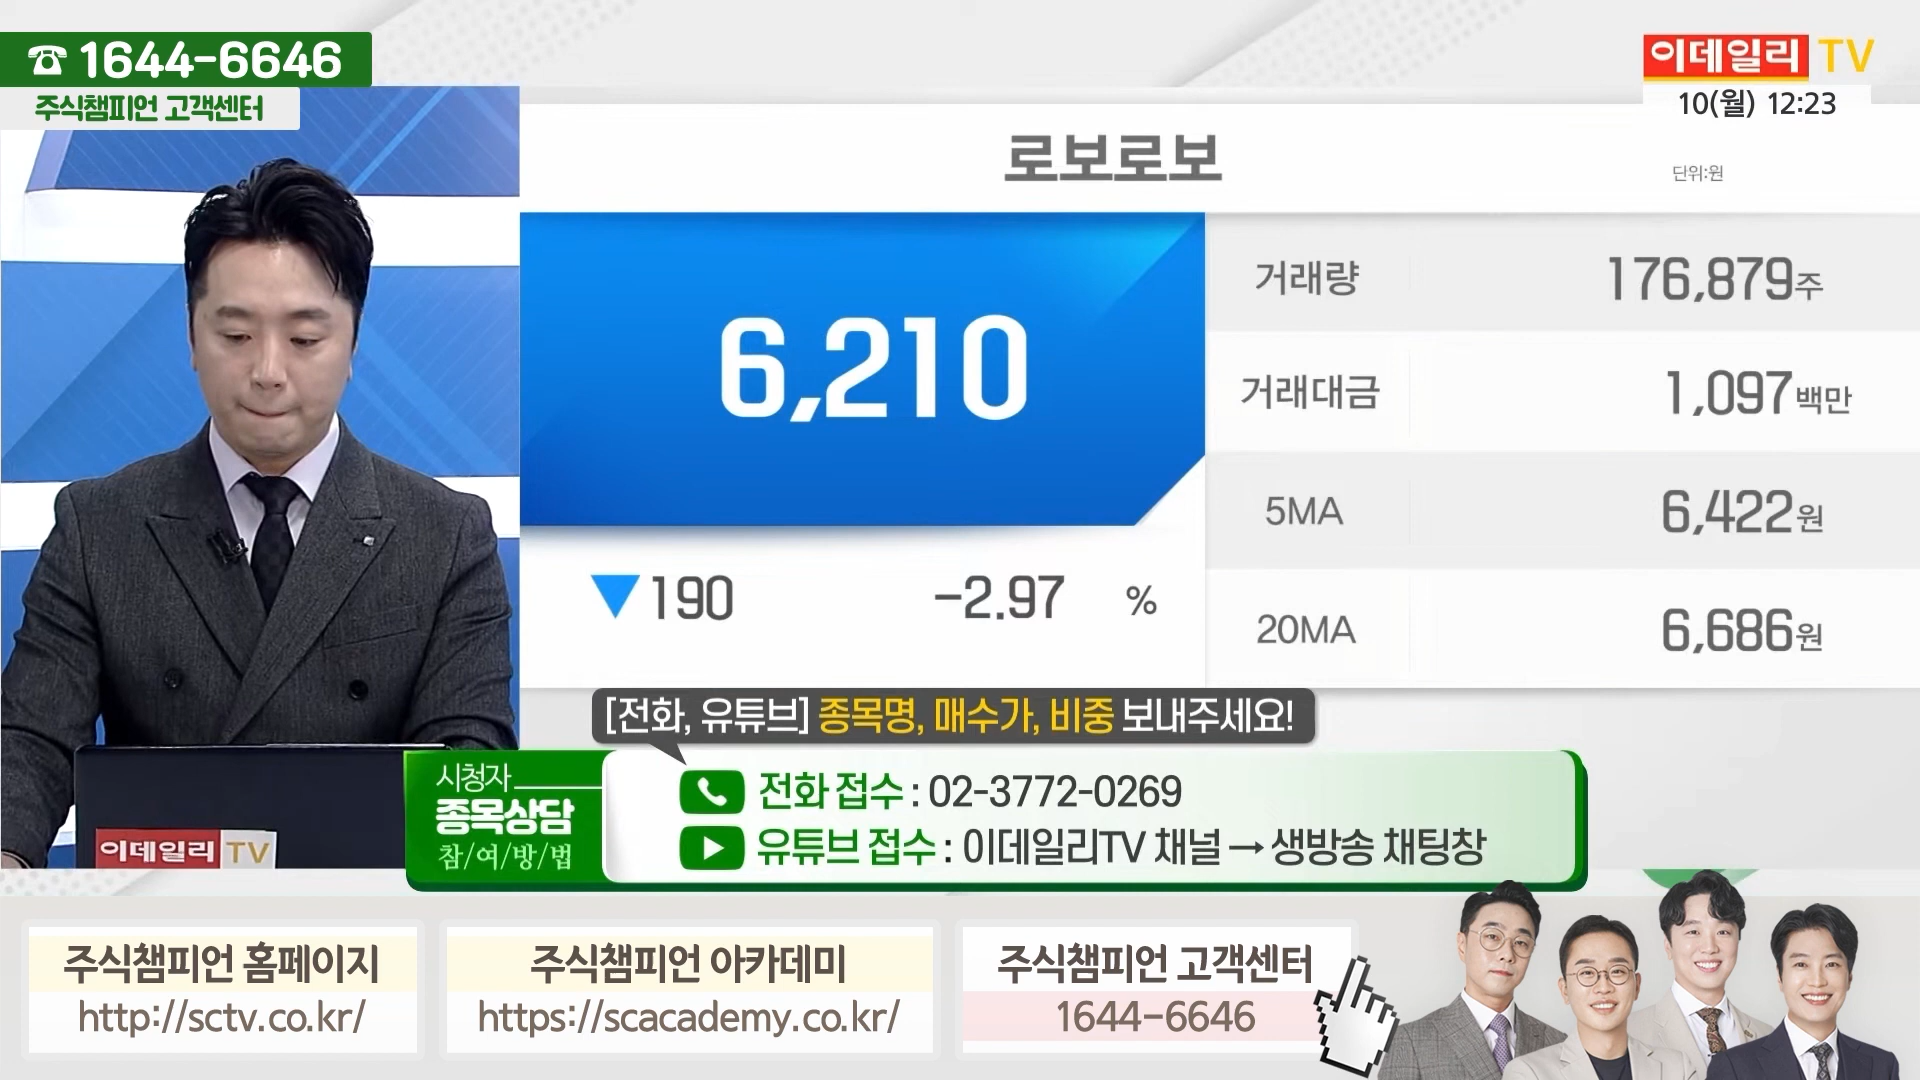 ☎ 1644-6646
주식챔피언 고객센터
이데일리 TV
10(월) 12:23
로보로보
단위:원
6,210
▼190 -2.97 %
거래량 176,879주
거래대금 1,097백만
5MA 6,422원
20MA 6,686원
[전화, 유튜브] 종목명, 매수가, 비중 보내주세요!
시청자
종목상담
참/여/방/법
전화 접수 : 02-3772-0269
유튜브 접수 : 이데일리TV 채널 → 생방송 채팅창
이데일리 TV
주식챔피언 홈페이지
http://sctv.co.kr/
주식챔피언 아카데미
https://scacademy.co.kr/
주식챔피언 고객센터
1644-6646